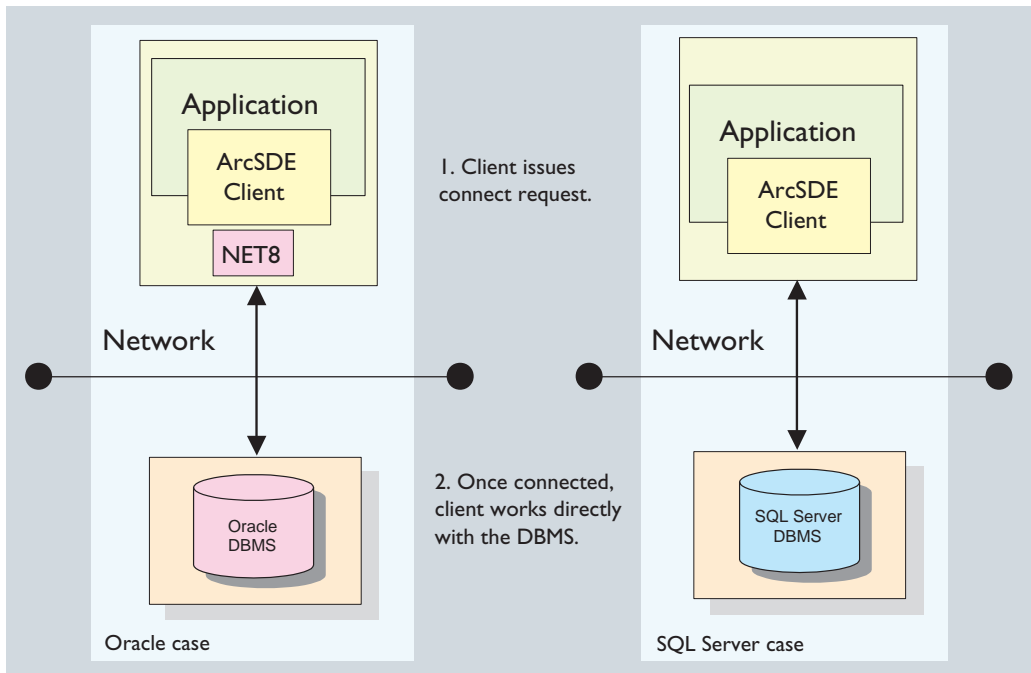 Application
ArcSDE
Client
NET8
Network
Oracle
DBMS
Oracle case
1. Client issues
connect request.
2. Once connected,
client works directly
with the DBMS.
Application
ArcSDE
Client
Network
SQL Server
DBMS
SQL Server case